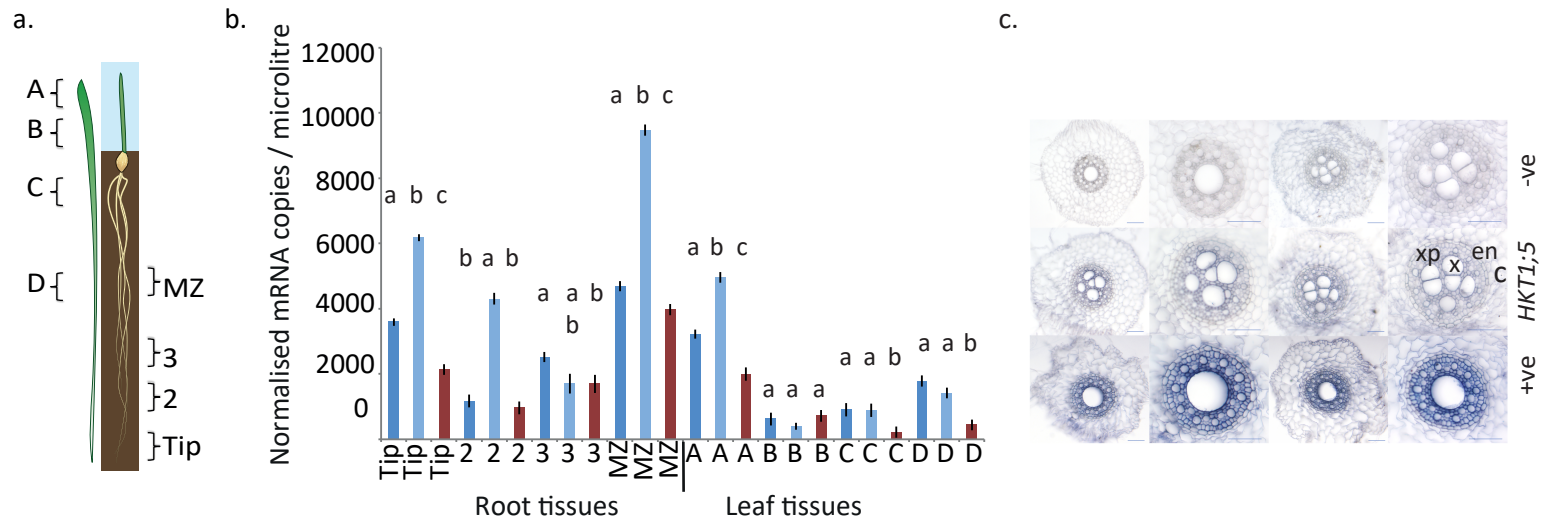 a.
A
B
C
D
MZ
3
2
Tip
b.
Normalised mRNA copies / microlitre
12000
10000
8000
6000
4000
2000
0
a b c
a b c
b a b
a a b
b
a b c
a b c
a a a
a a b
a a b
Tip Tip Tip 2 2 2 3 3 3 MZ MZ MZ A A A B B B C C C D D D
Root tissues Leaf tissues
c.
-ve
HKT1;5
+ve
xp x en c